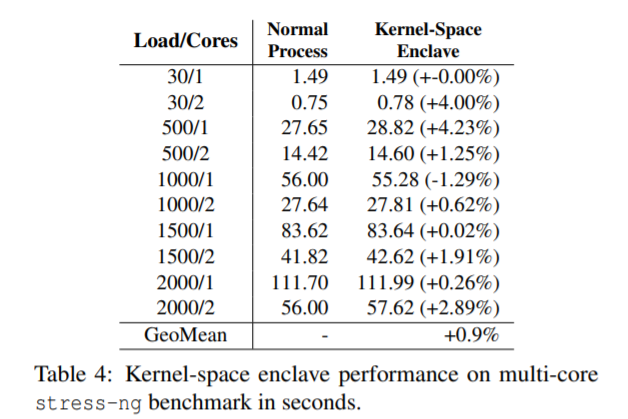 Load/Cores Normal Process Kernel-Space Enclave
30/1 1.49 1.49 (+-0.00%)
30/2 0.75 0.78 (+4.00%)
500/1 27.65 28.82 (+4.23%)
500/2 14.42 14.60 (+1.25%)
1000/1 56.00 55.28 (-1.29%)
1000/2 27.64 27.81 (+0.62%)
1500/1 83.62 83.64 (+0.02%)
1500/2 41.82 42.62 (+1.91%)
2000/1 111.70 111.99 (+0.26%)
2000/2 56.00 57.62 (+2.89%)
GeoMean - +0.9%
Table 4: Kernel-space enclave performance on multi-core
stress-ng benchmark in seconds.